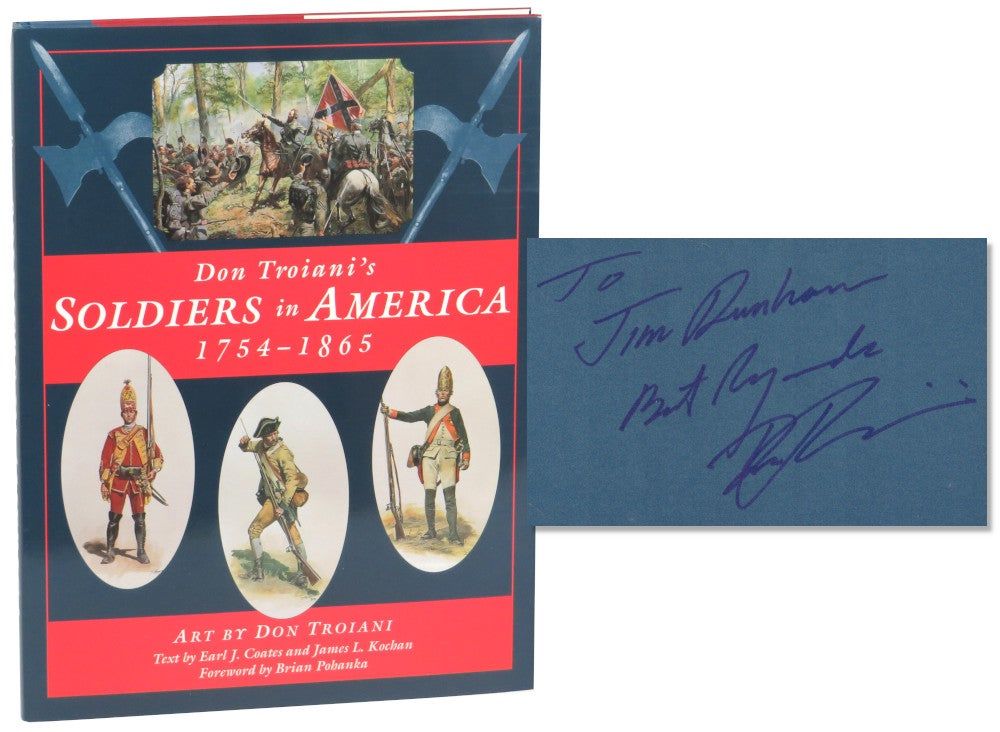 Don Troiani's
SOLDIERS in AMERICA
1754–1865
ART BY DON TROIANI
Text by Earl J. Coates and James L. Kochan
Foreword by Brian Pohanka
To
Jim Dunham
Best Regards